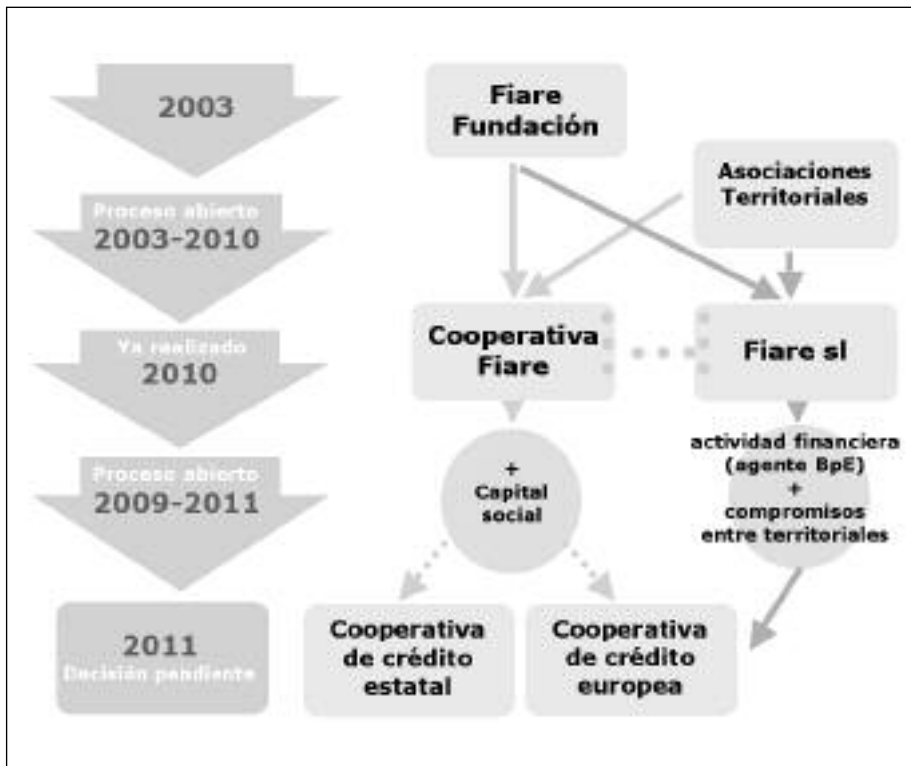 2003
Proceso abierto
2003-2010
Ya realizado
2010
Proceso abierto
2009-2011
2011
Decisión pendiente
Fiare
Fundación
Asociaciones
Territoriales
Cooperativa
Fiare
Fiare sl
+
Capital
social
actividad financiera
(agente BpE)
+
compromisos
entre territoriales
Cooperativa
de crédito
estatal
Cooperativa
de crédito
europea